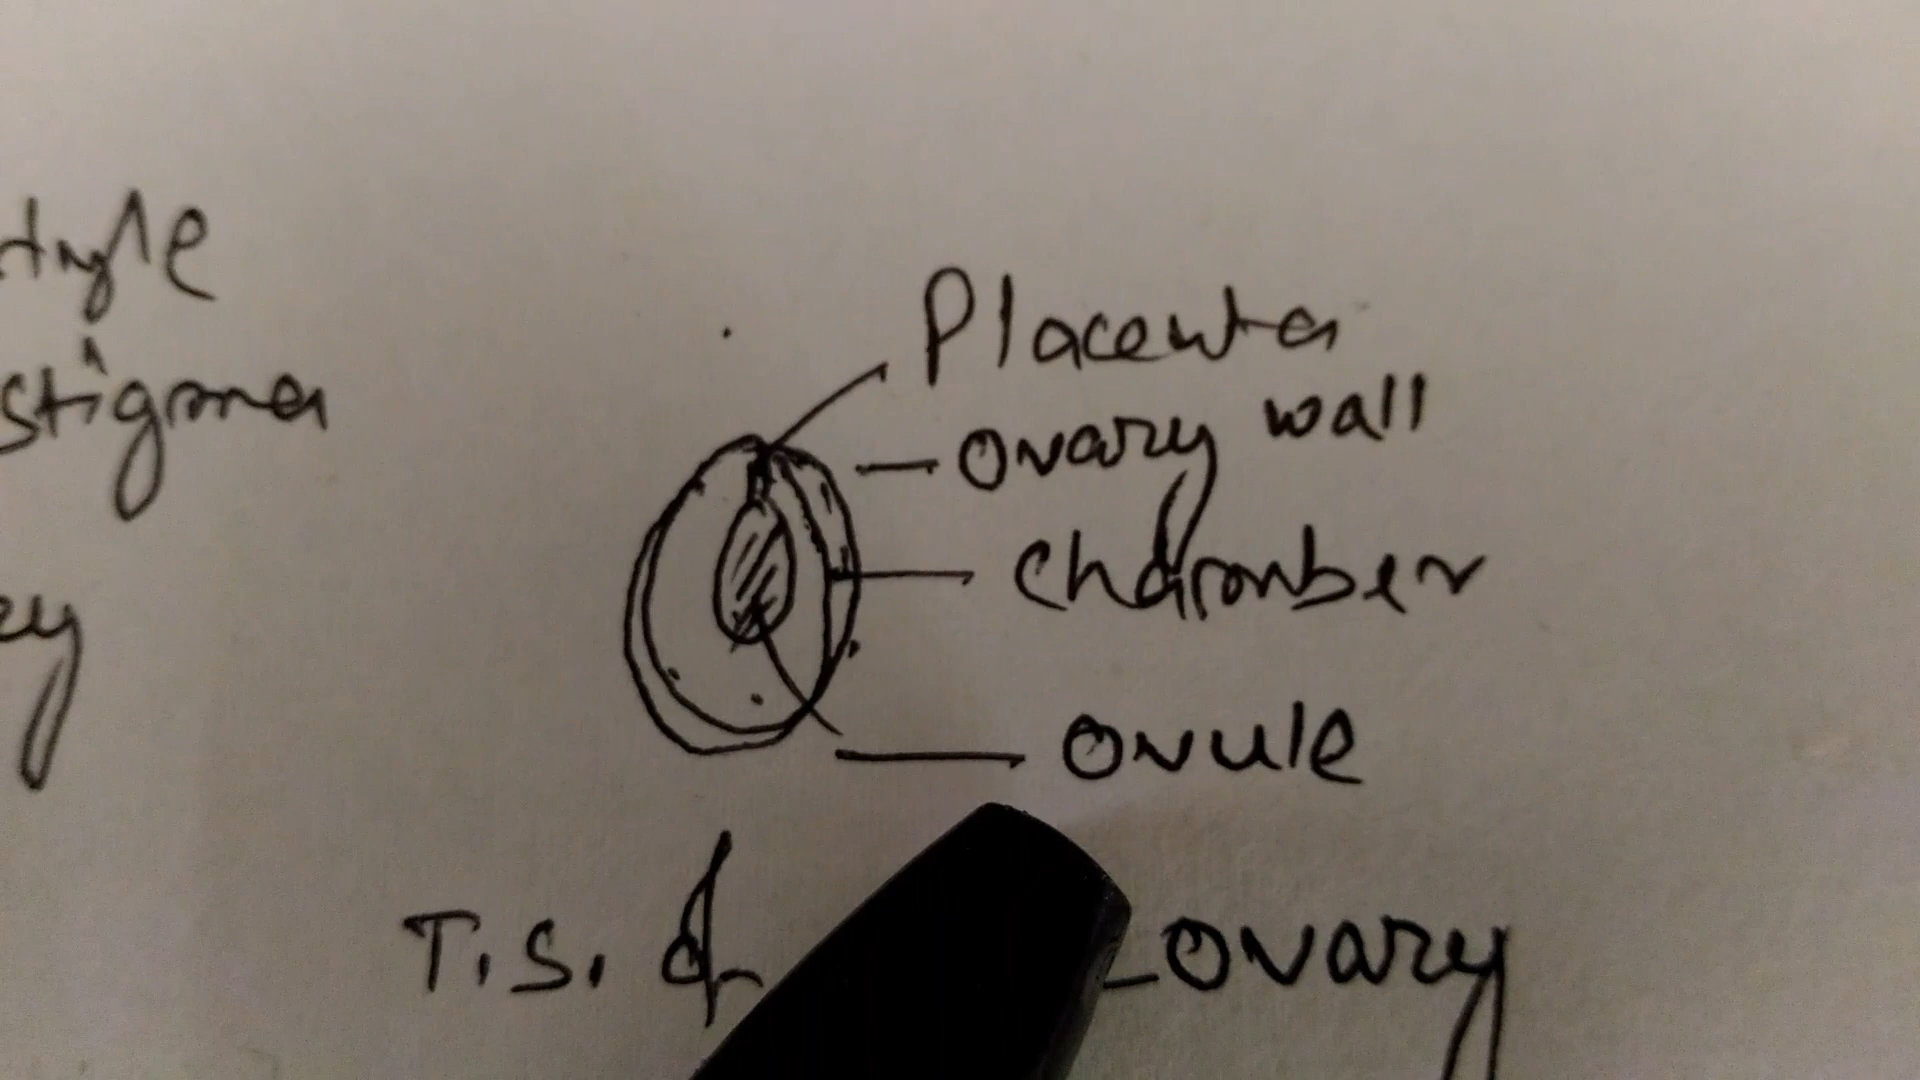 style
stigma
Placenta
ovary wall
chamber
ovule
T.S. of
ovary